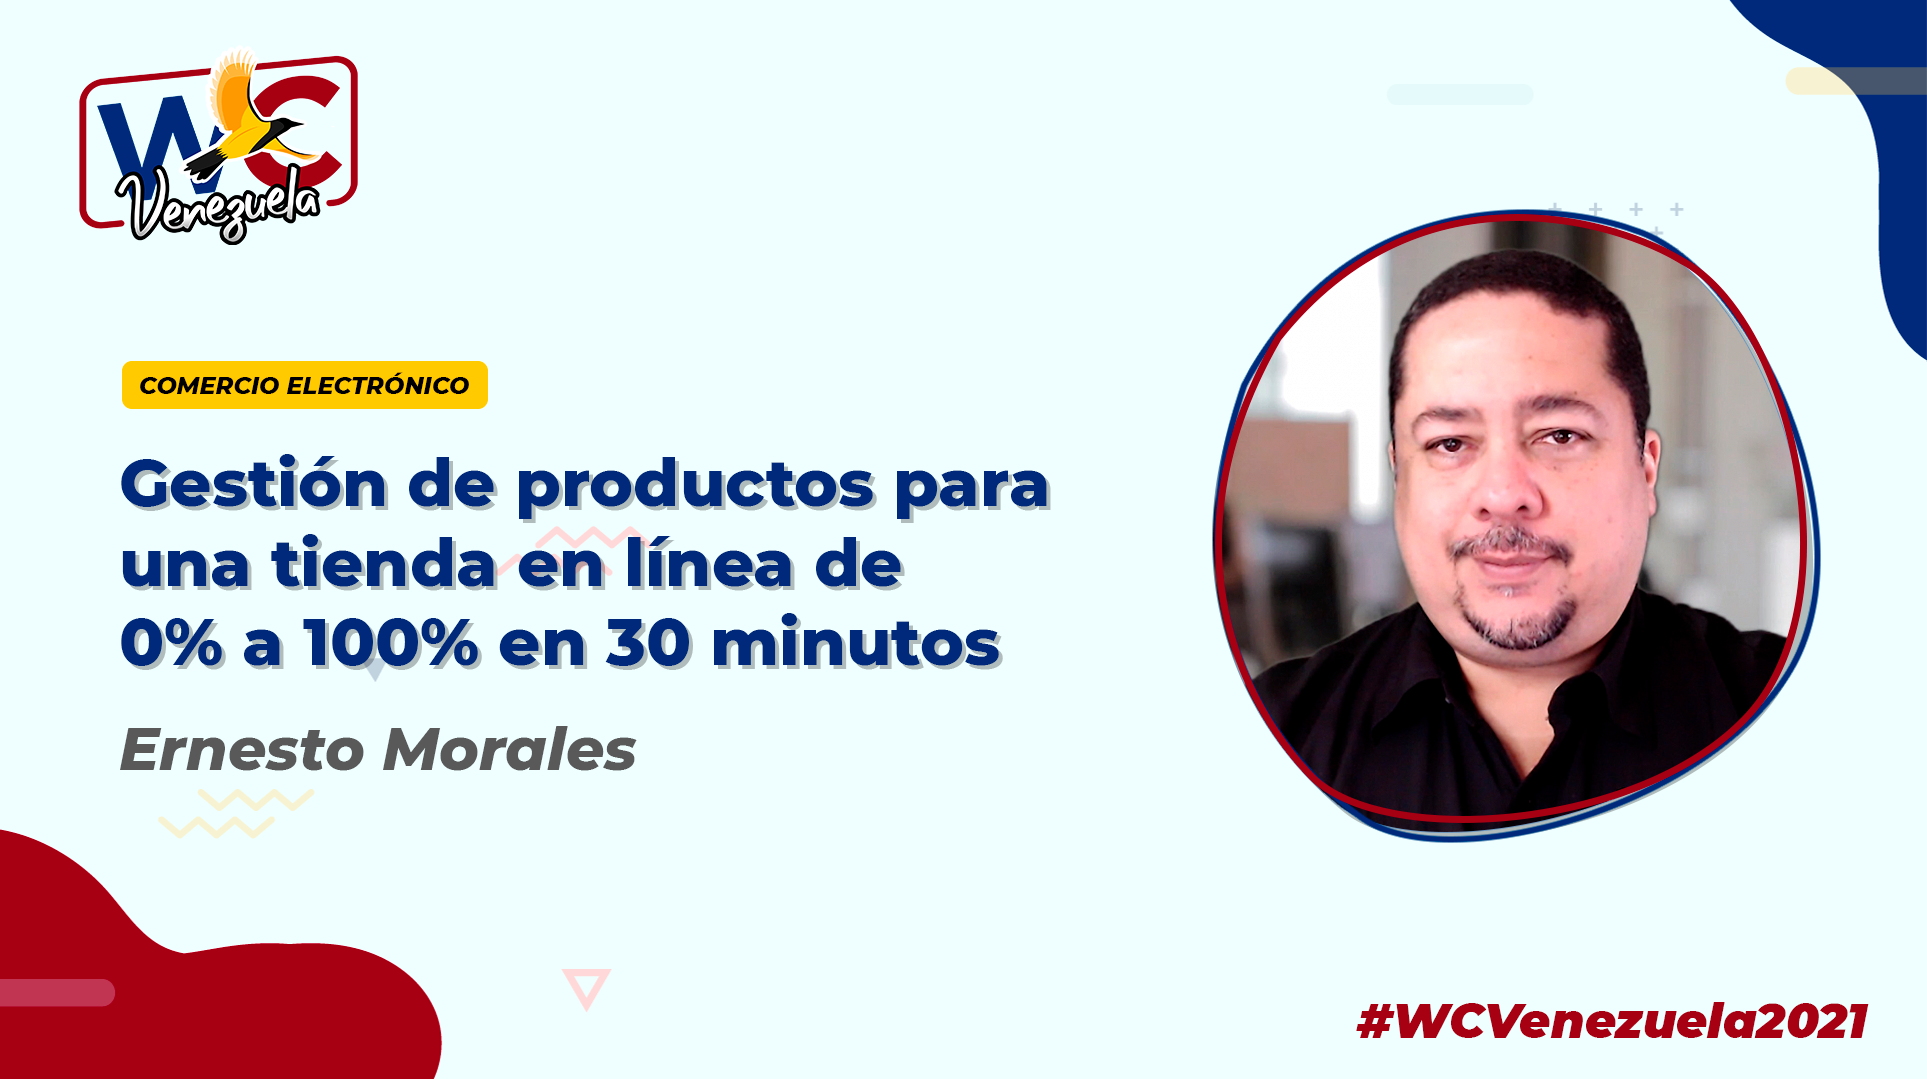 WC
Venezuela
COMERCIO ELECTRÓNICO
Gestión de productos para
una tienda en línea de
0% a 100% en 30 minutos
Ernesto Morales
#WCVenezuela2021